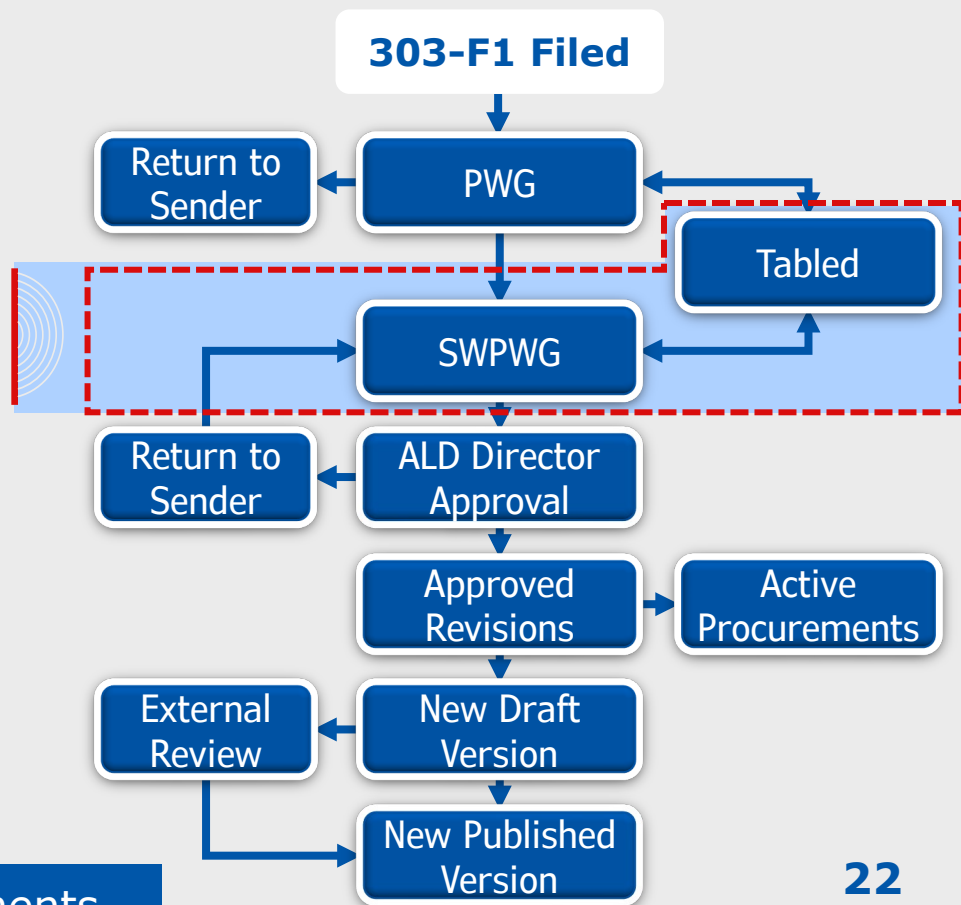 303-F1 Filed
Return to
Sender
PWG
Tabled
SWPWG
Return to
Sender
ALD Director
Approval
Approved
Revisions
Active
Procurements
External
Review
New Draft
Version
New Published
Version
22